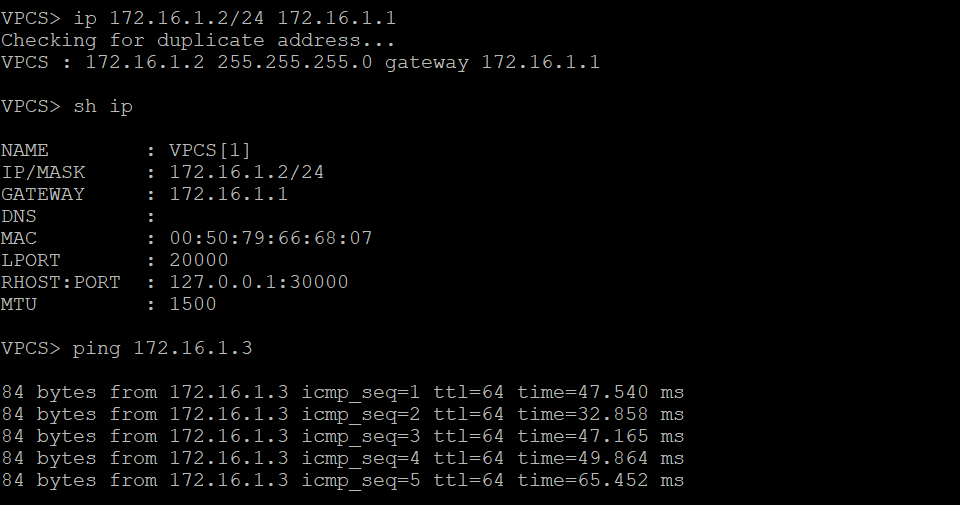 VPCS> ip 172.16.1.2/24 172.16.1.1
Checking for duplicate address...
VPCS : 172.16.1.2 255.255.255.0 gateway 172.16.1.1
VPCS> sh ip
NAME        : VPCS[1]
IP/MASK     : 172.16.1.2/24
GATEWAY     : 172.16.1.1
DNS         :
MAC         : 00:50:79:66:68:07
LPORT       : 20000
RHOST:PORT  : 127.0.0.1:30000
MTU         : 1500
VPCS> ping 172.16.1.3
84 bytes from 172.16.1.3 icmp_seq=1 ttl=64 time=47.540 ms
84 bytes from 172.16.1.3 icmp_seq=2 ttl=64 time=32.858 ms
84 bytes from 172.16.1.3 icmp_seq=3 ttl=64 time=47.165 ms
84 bytes from 172.16.1.3 icmp_seq=4 ttl=64 time=49.864 ms
84 bytes from 172.16.1.3 icmp_seq=5 ttl=64 time=65.452 ms